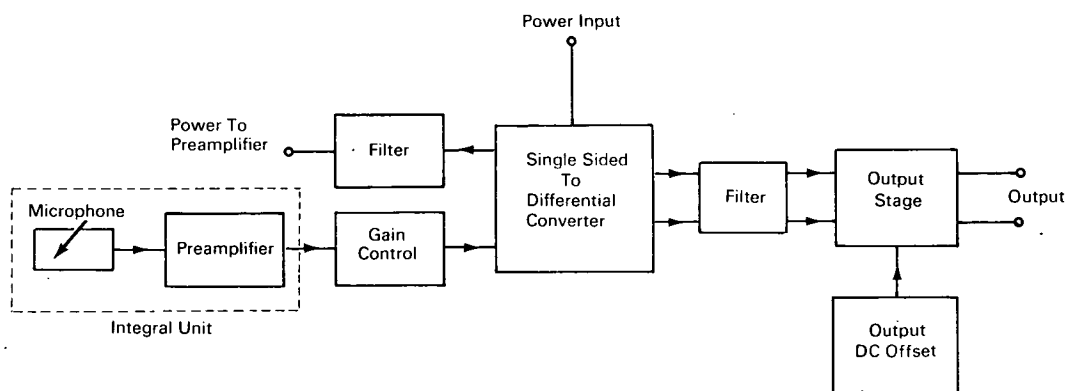 Power Input
Power To
Preamplifier
Filter
Single Sided
To
Differential
Converter
Filter
Output
Stage
Output
Microphone
Preamplifier
Gain
Control
Integral Unit
Output
DC Offset